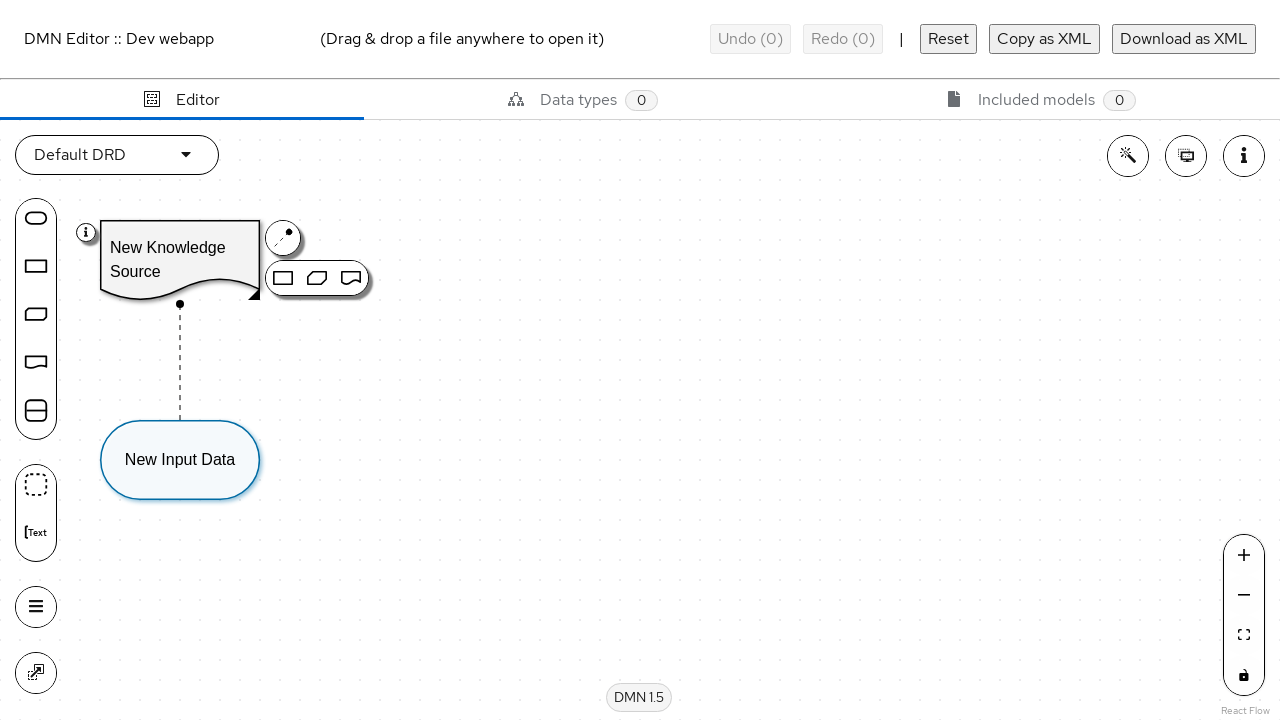 DMN Editor :: Dev webapp
(Drag & drop a file anywhere to open it)
Undo (0)
Redo (0)
|
Reset
Copy as XML
Download as XML
Editor
Data types 0
Included models 0
Default DRD
New Knowledge
Source
New Input Data
Text
DMN 1.5
React Flow